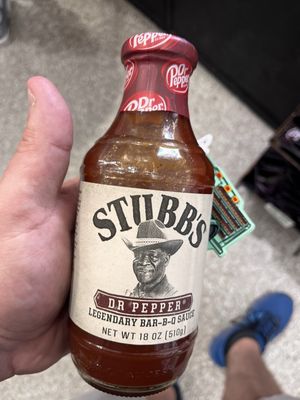 Dr Pepper
Dr Pepper
Dr Pepper
STUBB'S
DR PEPPER®
LEGENDARY BAR-B-Q SAUCE
NET WT 18 OZ (510g)